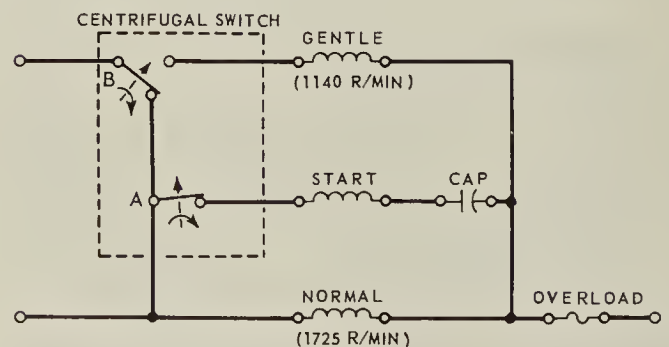 CENTRIFUGAL SWITCH
GENTLE
(1140 R/MIN)
B
A
START
CAP
NORMAL
(1725 R/MIN)
OVERLOAD